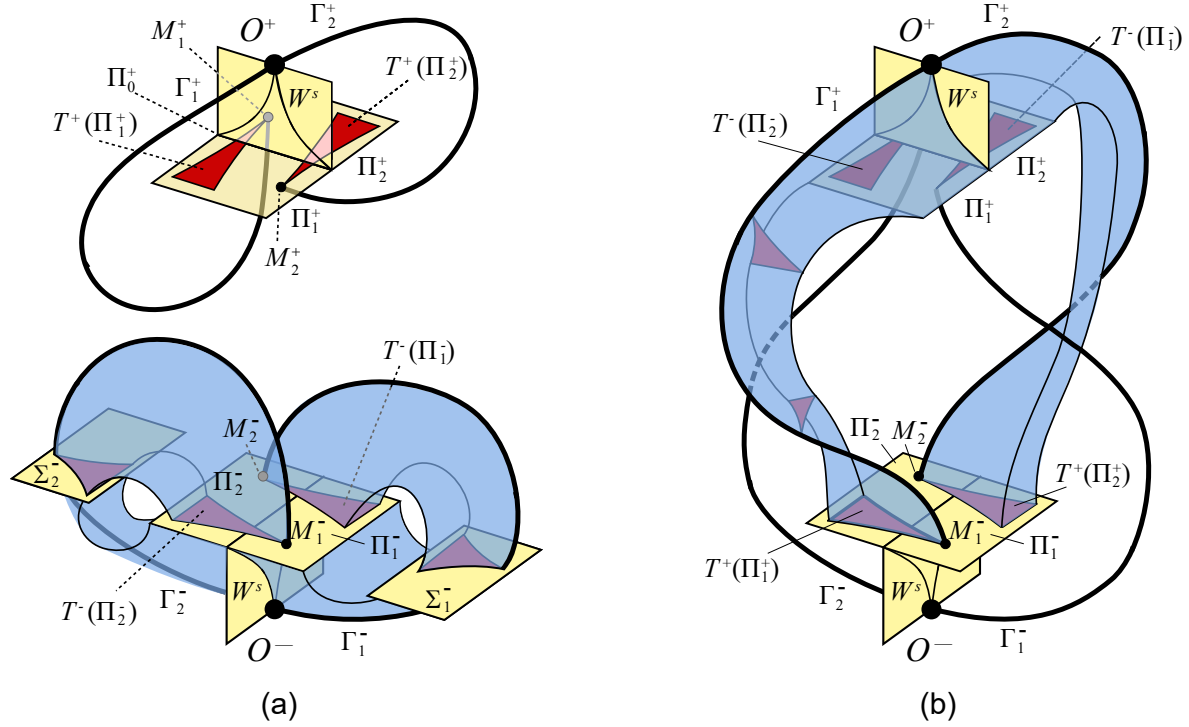 Γ₂⁺
O⁺
M₁⁺
T⁺(Π₂⁺)
Π₀⁺
Γ₁⁺
Wˢ
T⁺(Π₁⁺)
Π₂⁺
Π₁⁺
M₂⁺
T⁻(Π₁⁻)
M₂⁻
Σ₂⁻
Π₂⁻
M₁⁻
Π₁⁻
Wˢ
T⁻(Π₂⁻)
Γ₂⁻
Σ₁⁻
O⁻
Γ₁⁻
(a)
Γ₂⁺
O⁺
T⁻(Π₁⁻)
Γ₁⁺
Wˢ
T⁻(Π₂⁻)
Π₂⁺
Π₁⁺
Π₂⁻
M₂⁻
T⁺(Π₂⁺)
M₁⁻
Π₁⁻
T⁺(Π₁⁺)
Wˢ
Γ₂⁻
O⁻
Γ₁⁻
(b)